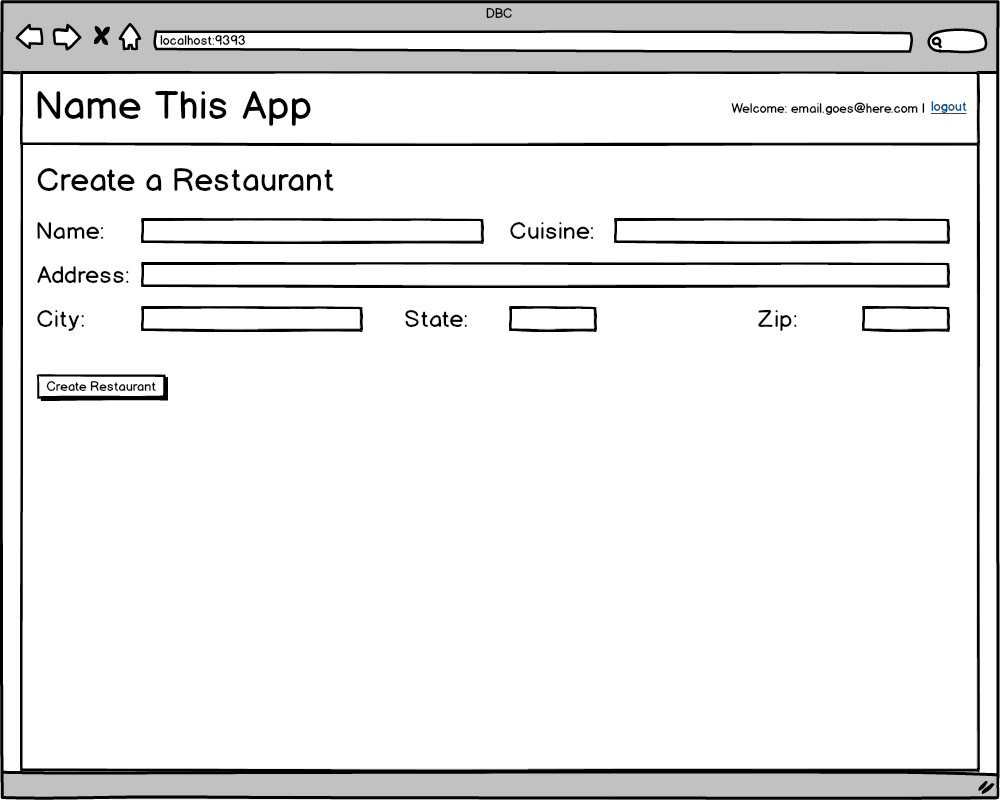 DBC
localhost:9393
Name This App
Welcome: email.goes@here.com | logout
Create a Restaurant
Name: Cuisine:
Address:
City: State: Zip:
Create Restaurant